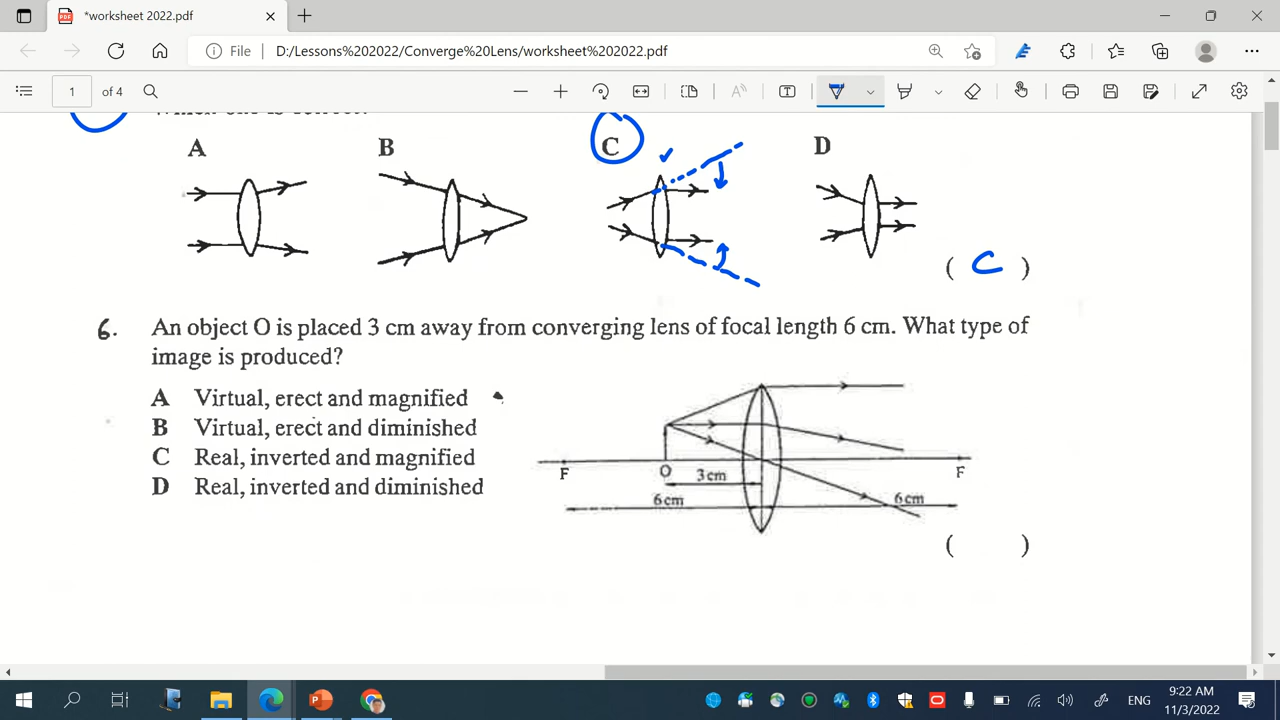 *worksheet 2022.pdf
File D:/Lessons%202022/Converge%20Lens/worksheet%202022.pdf
1 of 4
A B C D
( C )
6. An object O is placed 3 cm away from converging lens of focal length 6 cm. What type of
image is produced?
A Virtual, erect and magnified
B Virtual, erect and diminished
C Real, inverted and magnified
D Real, inverted and diminished
F O 3cm F
6cm 6cm
( )
ENG
9:22 AM
11/3/2022